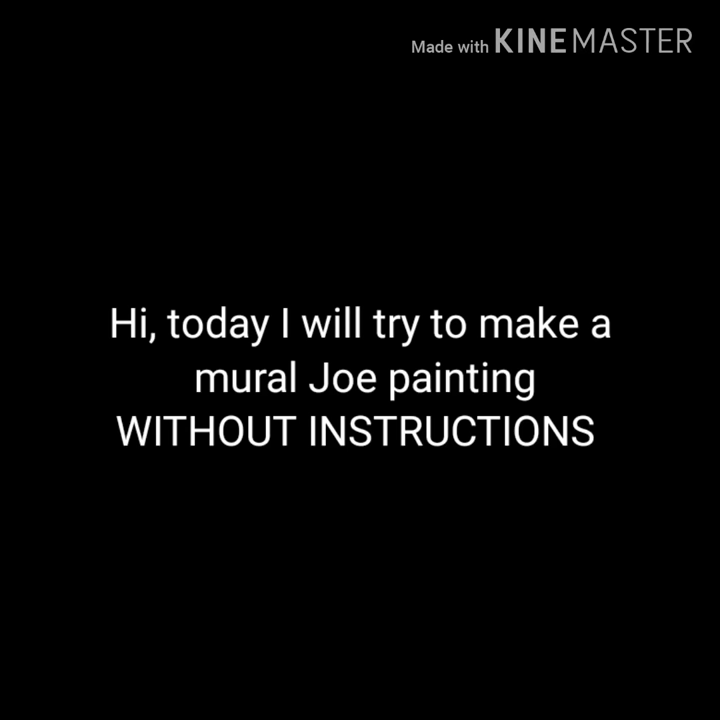 Made with KINEMASTER
Hi, today I will try to make a
mural Joe painting
WITHOUT INSTRUCTIONS